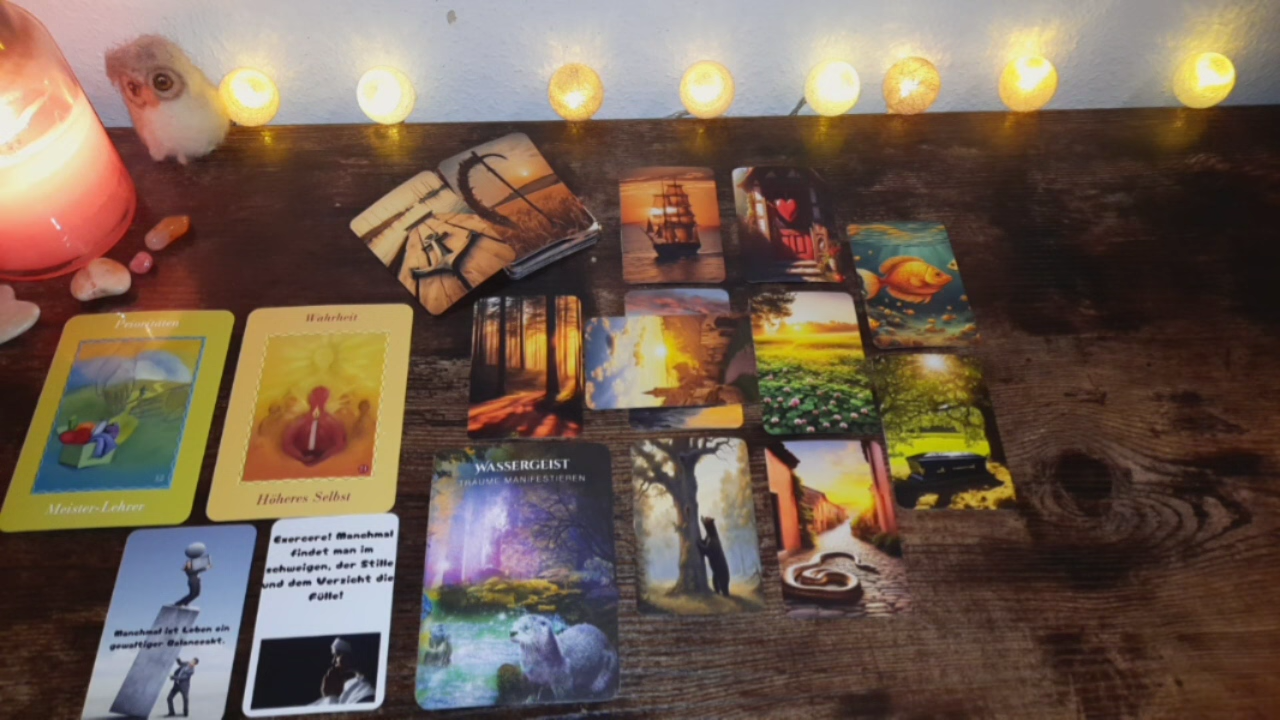 Prioritäten
Meister-Lehrer
Wahrheit
Höheres Selbst
Manchmal ist Leben ein
gewaltiger Balanceakt.
Exercere! Manchmal
findet man im
schweigen, der Stille
und dem Verzicht die
Fülle!
WASSERGEIST
TRÄUME MANIFESTIEREN